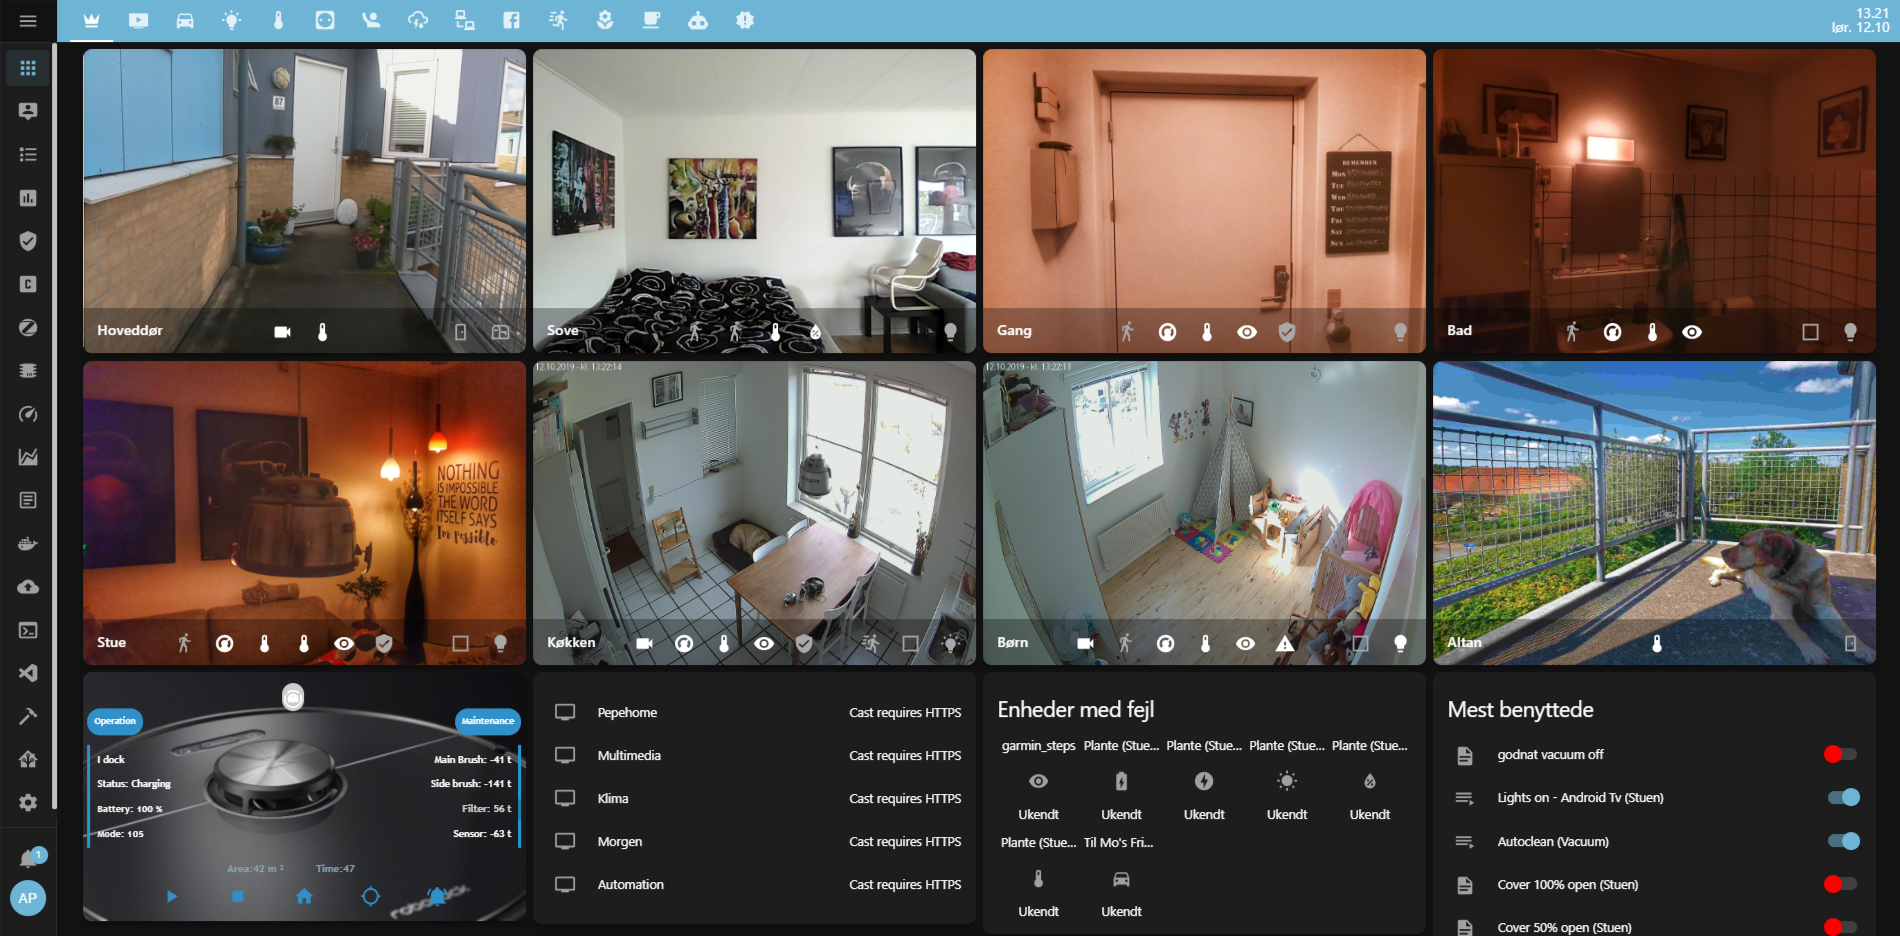 13.21
lør. 12.10
87
Hoveddør
Sove
REMEMBER
MON
TUE
WED
THU
FRI
SAT
SUN
Gang
Bad
NOTHING
IS IMPOSSIBLE
THE WORD
ITSELF SAYS
I'm possible
Stue
12.10.2019 - kl. 13:22:14
Køkken
12.10.2019 - kl. 13:22:13
Børn
Altan
Operation
Maintenance
I dock
Main Brush: -41 t
Status: Charging
Side brush: -141 t
Battery: 100 %
Filter: 56 t
Mode: 105
Sensor: -63 t
Area:42 m ²
Time:47
Pepehome
Cast requires HTTPS
Multimedia
Cast requires HTTPS
Klima
Cast requires HTTPS
Morgen
Cast requires HTTPS
Automation
Cast requires HTTPS
Enheder med fejl
garmin_steps Plante (Stue... Plante (Stue... Plante (Stue... Plante (Stue...
Ukendt Ukendt Ukendt Ukendt Ukendt
Plante (Stue... Til Mo's Fri...
Ukendt Ukendt
Mest benyttede
godnat vacuum off
Lights on - Android Tv (Stuen)
Autoclean (Vacuum)
Cover 100% open (Stuen)
Cover 50% open (Stuen)
C
1
AP